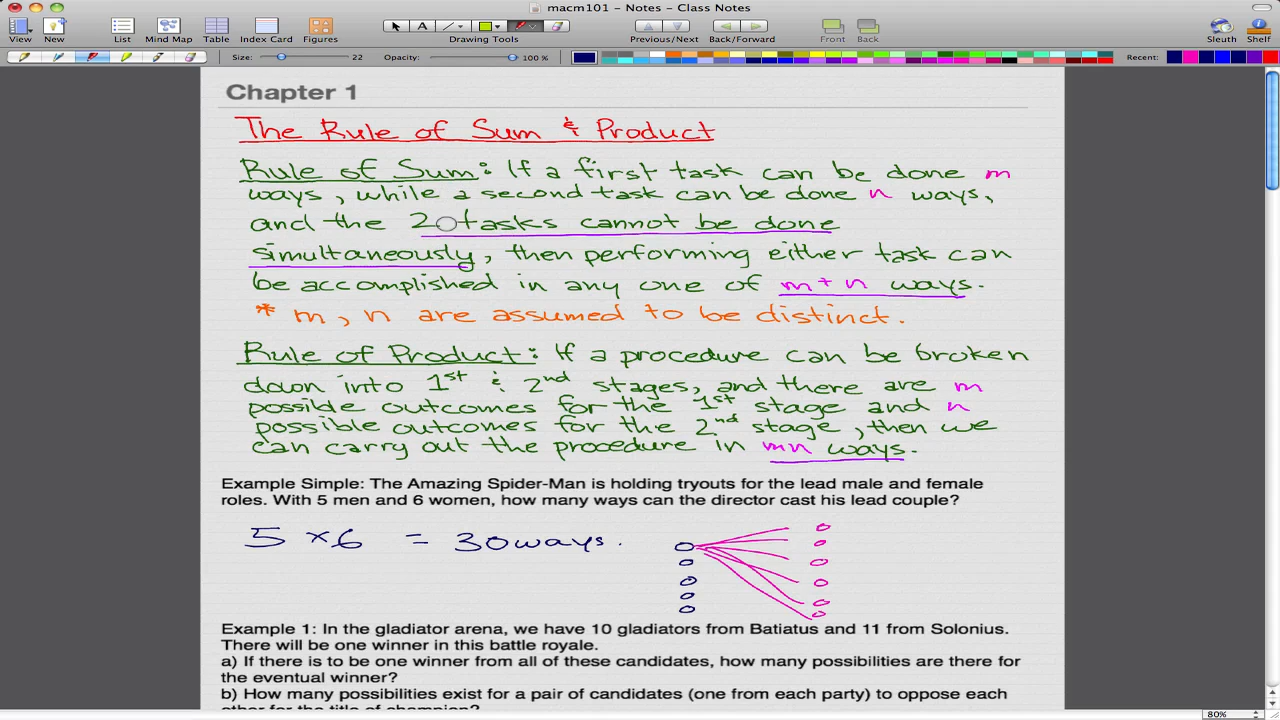 macm101 - Notes - Class Notes
View New List Mind Map Table Index Card Figures Drawing Tools Previous/Next Back/Forward Front Back Sleuth Shelf
Size: 22 Opacity: 100 % Recent:
Chapter 1
The Rule of Sum & Product
Rule of Sum: If a first task can be done m
ways, while a second task can be done n ways,
and the 2 tasks cannot be done
simultaneously, then performing either task can
be accomplished in any one of m + n ways.
* m, n are assumed to be distinct.
Rule of Product: If a procedure can be broken
down into 1st & 2nd stages, and there are m
possible outcomes for the 1st stage and n
possible outcomes for the 2nd stage, then we
can carry out the procedure in mn ways.
Example Simple: The Amazing Spider-Man is holding tryouts for the lead male and female
roles. With 5 men and 6 women, how many ways can the director cast his lead couple?
5 × 6 = 30 ways.
Example 1: In the gladiator arena, we have 10 gladiators from Batiatus and 11 from Solonius.
There will be one winner in this battle royale.
a) If there is to be one winner from all of these candidates, how many possibilities are there for
the eventual winner?
b) How many possibilities exist for a pair of candidates (one from each party) to oppose each
other for the title of champion?
80%